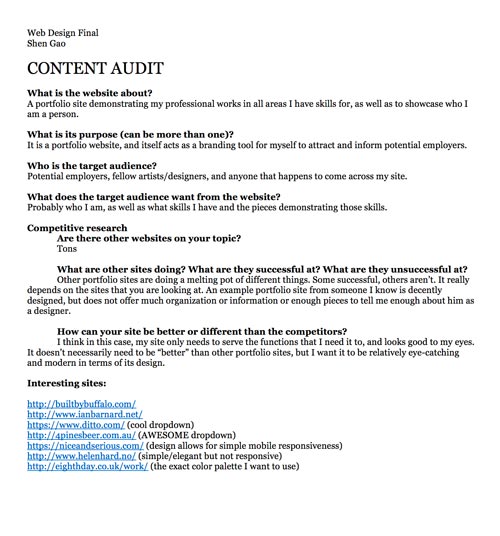 Web Design Final
Shen Gao
CONTENT AUDIT
What is the website about?
A portfolio site demonstrating my professional works in all areas I have skills for, as well as to showcase who I
am a person.
What is its purpose (can be more than one)?
It is a portfolio website, and itself acts as a branding tool for myself to attract and inform potential employers.
Who is the target audience?
Potential employers, fellow artists/designers, and anyone that happens to come across my site.
What does the target audience want from the website?
Probably who I am, as well as what skills I have and the pieces demonstrating those skills.
Competitive research
Are there other websites on your topic?
Tons
What are other sites doing? What are they successful at? What are they unsuccessful at?
Other portfolio sites are doing a melting pot of different things. Some successful, others aren't. It really
depends on the sites that you are looking at. An example portfolio site from someone I know is decently
designed, but does not offer much organization or information or enough pieces to tell me enough about him as
a designer.
How can your site be better or different than the competitors?
I think in this case, my site only needs to serve the functions that I need it to, and looks good to my eyes.
It doesn't necessarily need to be "better" than other portfolio sites, but I want it to be relatively eye-catching
and modern in terms of its design.
Interesting sites:
http://builtbybuffalo.com/
http://www.ianbarnard.net/
https://www.ditto.com/ (cool dropdown)
http://4pinesbeer.com.au/ (AWESOME dropdown)
https://niceandserious.com/ (design allows for simple mobile responsiveness)
http://www.helenhard.no/ (simple/elegant but not responsive)
http://eighthday.co.uk/work/ (the exact color palette I want to use)